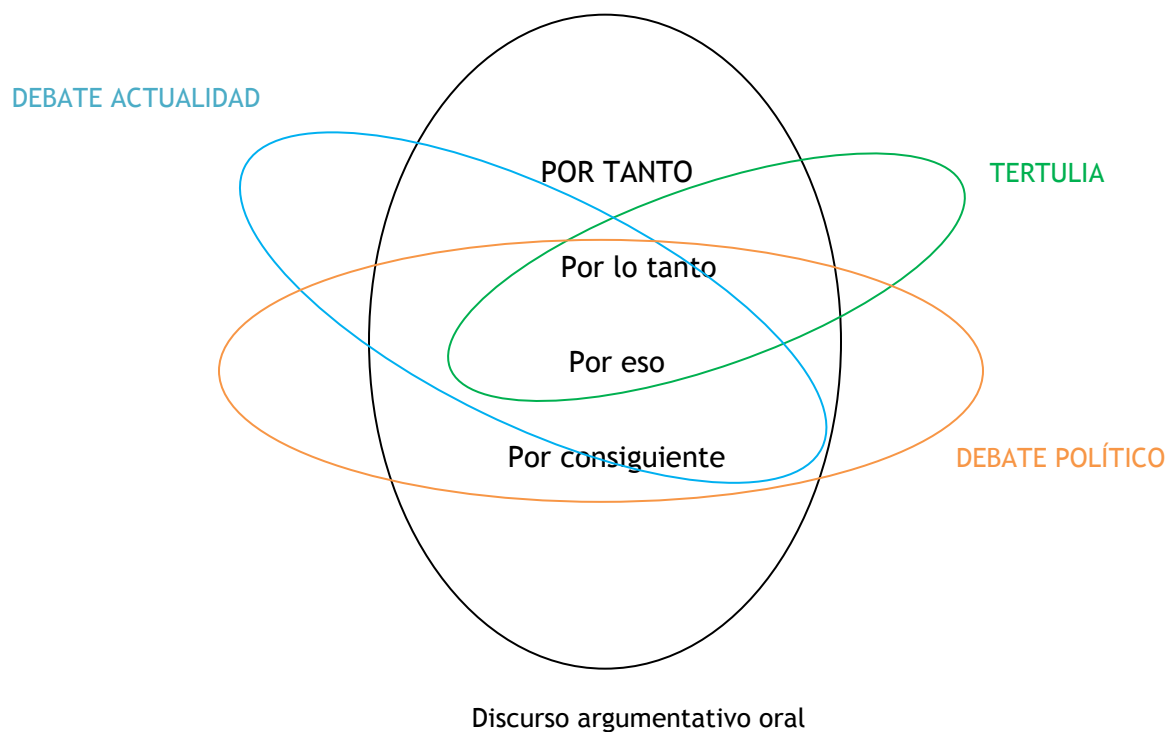 DEBATE ACTUALIDAD
POR TANTO
TERTULIA
Por lo tanto
Por eso
Por consiguiente
DEBATE POLÍTICO
Discurso argumentativo oral